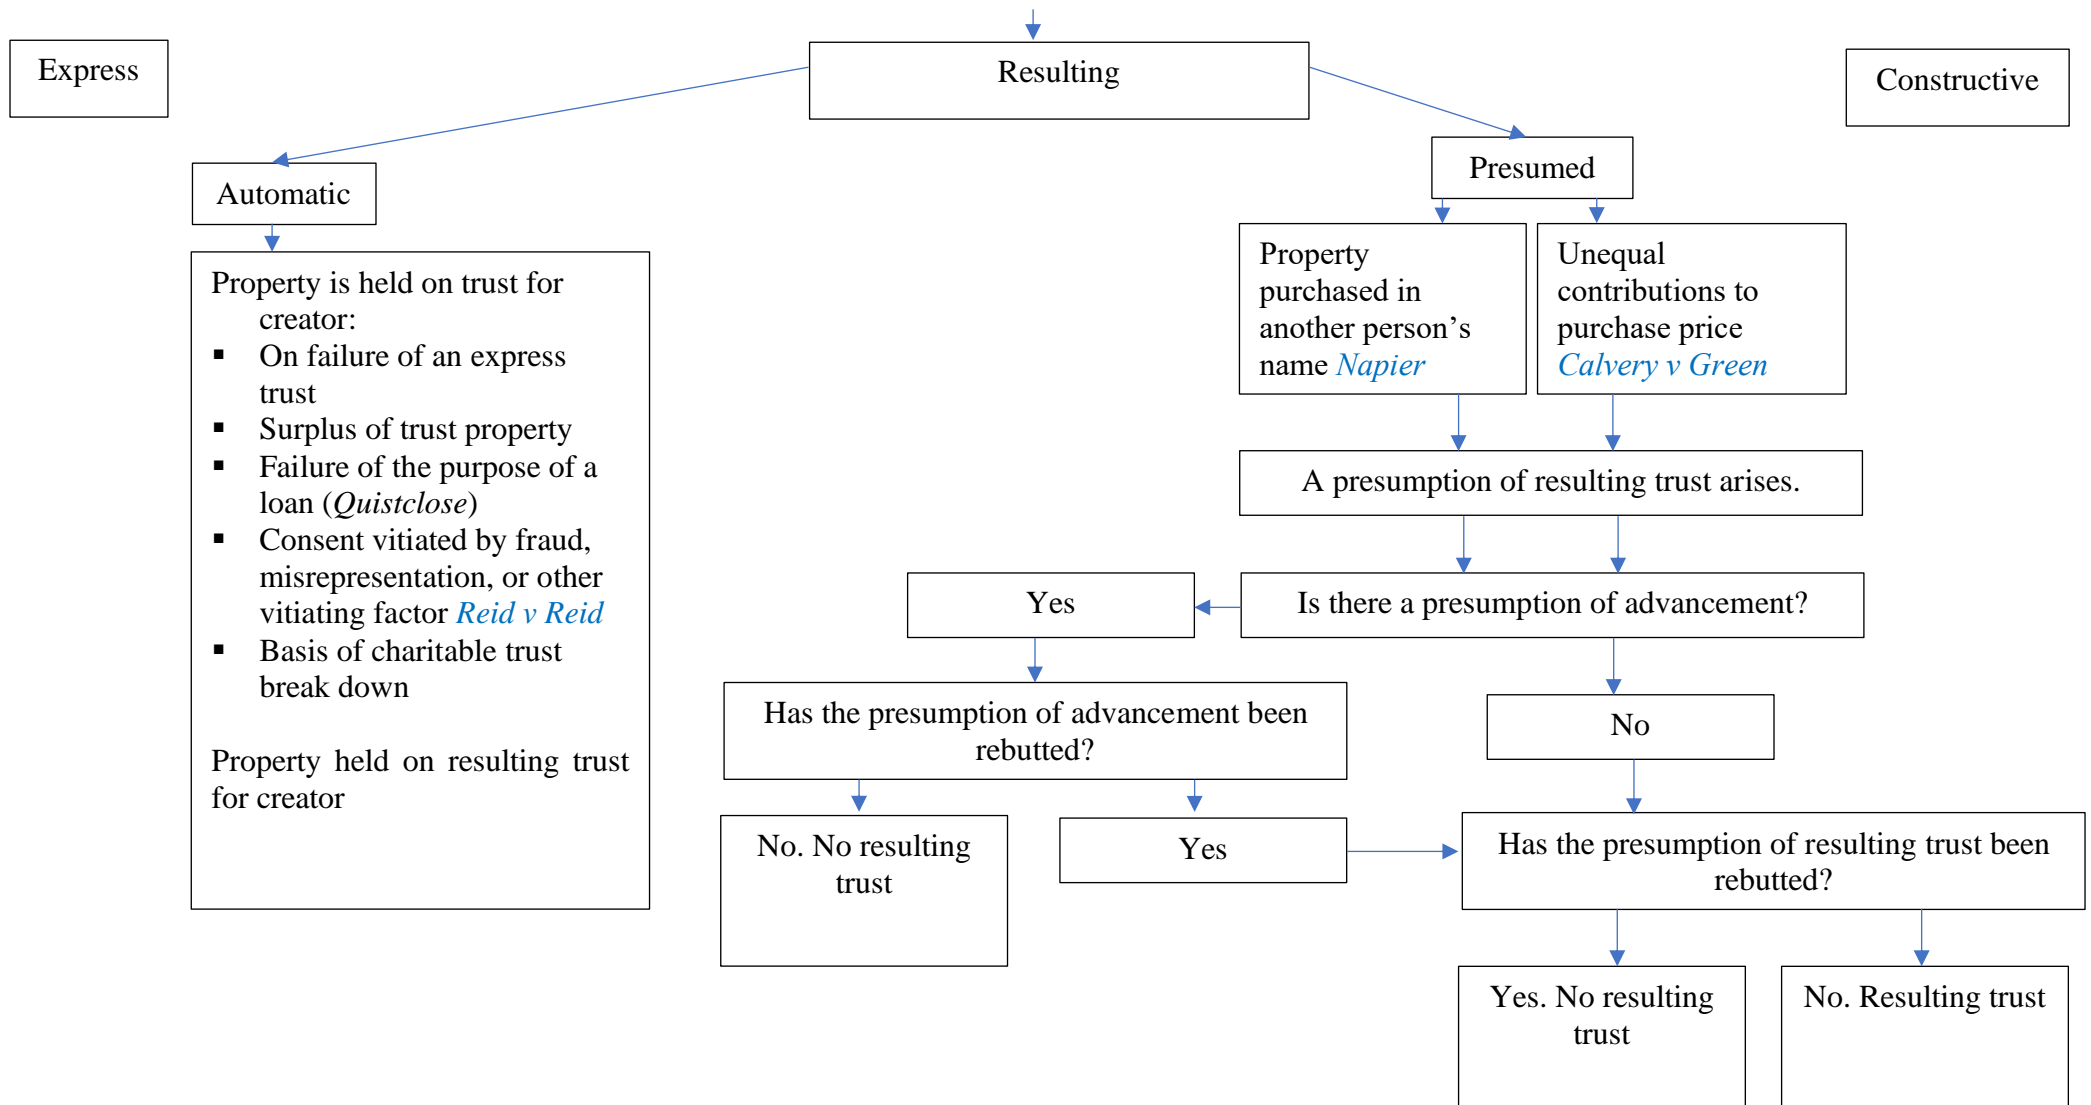 Express
Resulting
Constructive
Automatic
Presumed
Property is held on trust for
creator:
▪ On failure of an express
trust
▪ Surplus of trust property
▪ Failure of the purpose of a
loan (Quistclose)
▪ Consent vitiated by fraud,
misrepresentation, or other
vitiating factor Reid v Reid
▪ Basis of charitable trust
break down
Property held on resulting trust
for creator
Property
purchased in
another person’s
name Napier
Unequal
contributions to
purchase price
Calvery v Green
A presumption of resulting trust arises.
Is there a presumption of advancement?
Yes
Has the presumption of advancement been
rebutted?
No
No. No resulting
trust
Yes
Has the presumption of resulting trust been
rebutted?
Yes. No resulting
trust
No. Resulting trust